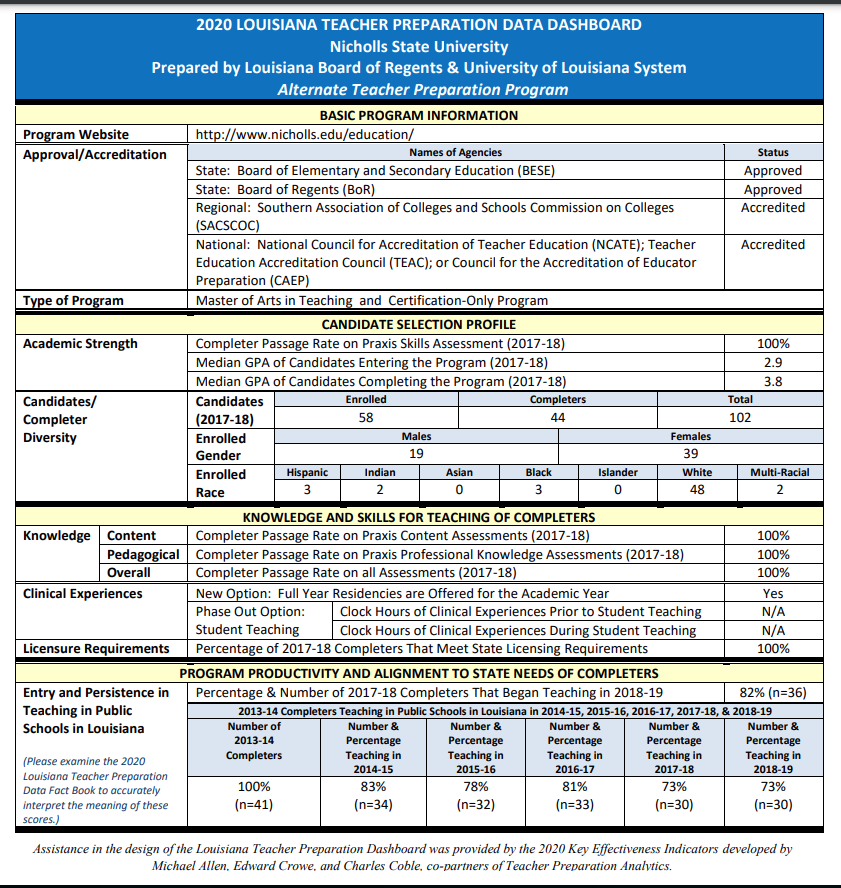 2020 LOUISIANA TEACHER PREPARATION DATA DASHBOARD
Nicholls State University
Prepared by Louisiana Board of Regents & University of Louisiana System
Alternate Teacher Preparation Program
BASIC PROGRAM INFORMATION
Program Website http://www.nicholls.edu/education/
Approval/Accreditation Names of Agencies Status
State: Board of Elementary and Secondary Education (BESE) Approved
State: Board of Regents (BoR) Approved
Regional: Southern Association of Colleges and Schools Commission on Colleges Accredited
(SACSCOC)
National: National Council for Accreditation of Teacher Education (NCATE); Teacher Accredited
Education Accreditation Council (TEAC); or Council for the Accreditation of Educator
Preparation (CAEP)
Type of Program Master of Arts in Teaching and Certification-Only Program
CANDIDATE SELECTION PROFILE
Academic Strength Completer Passage Rate on Praxis Skills Assessment (2017-18) 100%
Median GPA of Candidates Entering the Program (2017-18) 2.9
Median GPA of Candidates Completing the Program (2017-18) 3.8
Candidates/ Candidates Enrolled Completers Total
Completer (2017-18) 58 44 102
Diversity Enrolled Males Females
Gender 19 39
Enrolled Hispanic Indian Asian Black Islander White Multi-Racial
Race 3 2 0 3 0 48 2
KNOWLEDGE AND SKILLS FOR TEACHING OF COMPLETERS
Knowledge Content Completer Passage Rate on Praxis Content Assessments (2017-18) 100%
Pedagogical Completer Passage Rate on Praxis Professional Knowledge Assessments (2017-18) 100%
Overall Completer Passage Rate on all Assessments (2017-18) 100%
Clinical Experiences New Option: Full Year Residencies are Offered for the Academic Year Yes
Phase Out Option: Clock Hours of Clinical Experiences Prior to Student Teaching N/A
Student Teaching Clock Hours of Clinical Experiences During Student Teaching N/A
Licensure Requirements Percentage of 2017-18 Completers That Meet State Licensing Requirements 100%
PROGRAM PRODUCTIVITY AND ALIGNMENT TO STATE NEEDS OF COMPLETERS
Entry and Persistence in Percentage & Number of 2017-18 Completers That Began Teaching in 2018-19 82% (n=36)
Teaching in Public 2013-14 Completers Teaching in Public Schools in Louisiana in 2014-15, 2015-16, 2016-17, 2017-18, & 2018-19
Schools in Louisiana Number of Number & Number & Number & Number & Number &
2013-14 Percentage Percentage Percentage Percentage Percentage
(Please examine the 2020 Completers Teaching in Teaching in Teaching in Teaching in Teaching in
Louisiana Teacher Preparation 2014-15 2015-16 2016-17 2017-18 2018-19
Data Fact Book to accurately 100% 83% 78% 81% 73% 73%
interpret the meaning of these (n=41) (n=34) (n=32) (n=33) (n=30) (n=30)
scores.)
Assistance in the design of the Louisiana Teacher Preparation Dashboard was provided by the 2020 Key Effectiveness Indicators developed by
Michael Allen, Edward Crowe, and Charles Coble, co-partners of Teacher Preparation Analytics.